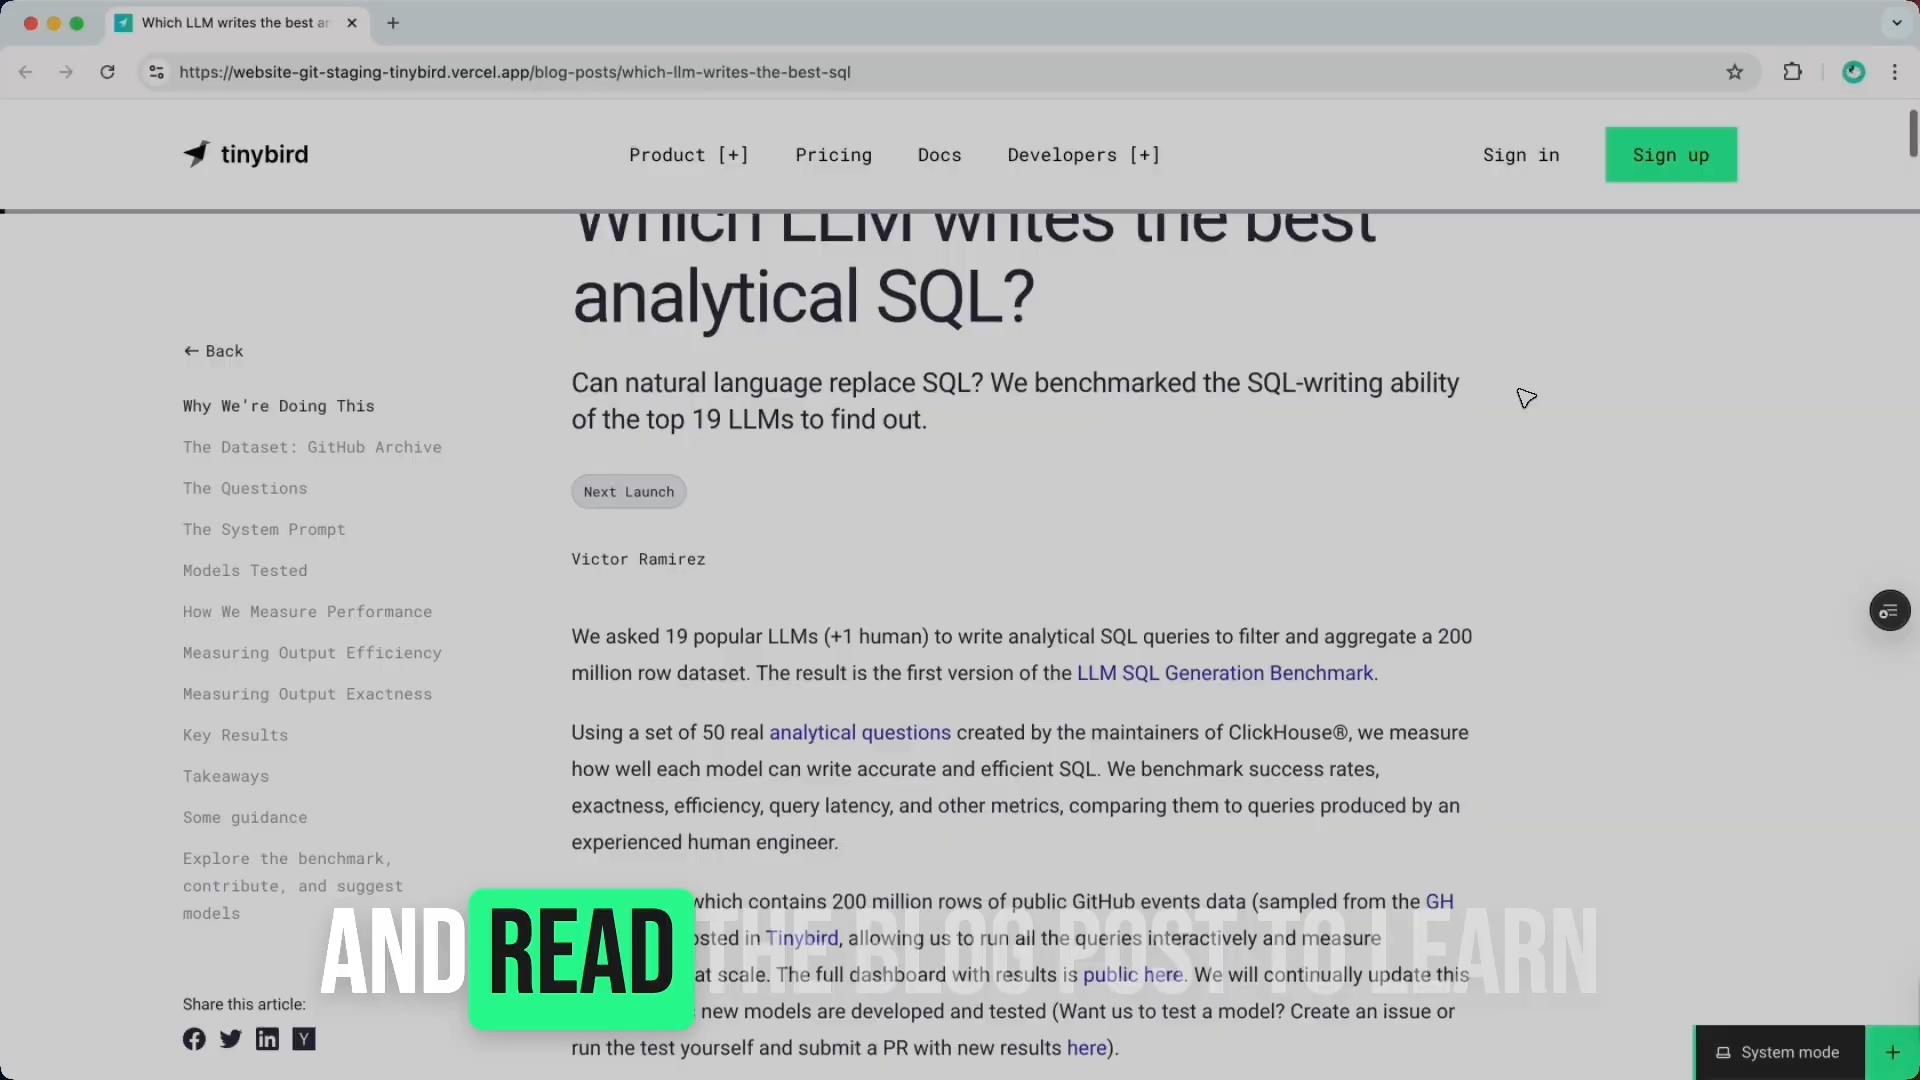 Which LLM writes the best an
https://website-git-staging-tinybird.vercel.app/blog-posts/which-llm-writes-the-best-sql
tinybird
Product [+]
Pricing
Docs
Developers [+]
Sign in
Sign up
Which LLM writes the best
analytical SQL?
Can natural language replace SQL? We benchmarked the SQL-writing ability
of the top 19 LLMs to find out.
Next Launch
Victor Ramirez
← Back
Why We're Doing This
The Dataset: GitHub Archive
The Questions
The System Prompt
Models Tested
How We Measure Performance
Measuring Output Efficiency
Measuring Output Exactness
Key Results
Takeaways
Some guidance
Explore the benchmark,
contribute, and suggest
models
Share this article:
We asked 19 popular LLMs (+1 human) to write analytical SQL queries to filter and aggregate a 200
million row dataset. The result is the first version of the LLM SQL Generation Benchmark.
Using a set of 50 real analytical questions created by the maintainers of ClickHouse®, we measure
how well each model can write accurate and efficient SQL. We benchmark success rates,
exactness, efficiency, query latency, and other metrics, comparing them to queries produced by an
experienced human engineer.
which contains 200 million rows of public GitHub events data (sampled from the GH
osted in Tinybird, allowing us to run all the queries interactively and measure
at scale. The full dashboard with results is public here. We will continually update this
new models are developed and tested (Want us to test a model? Create an issue or
run the test yourself and submit a PR with new results here).
AND READ THE BLOG POST TO LEARN
System mode